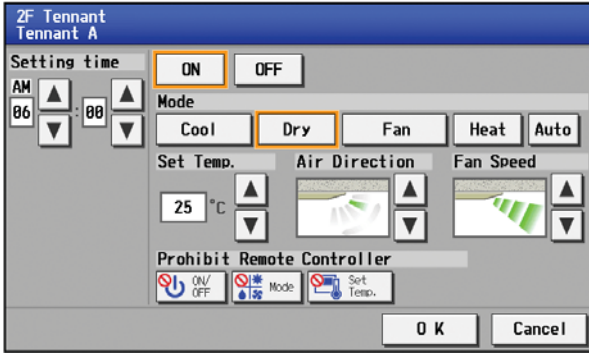 2F Tennant
Tennant A
Setting time
AM
06 : 00
ON OFF
Mode
Cool Dry Fan Heat Auto
Set Temp. Air Direction Fan Speed
25 °C
Prohibit Remote Controller
ON/
OFF
Mode
Set
Temp.
O K Cancel